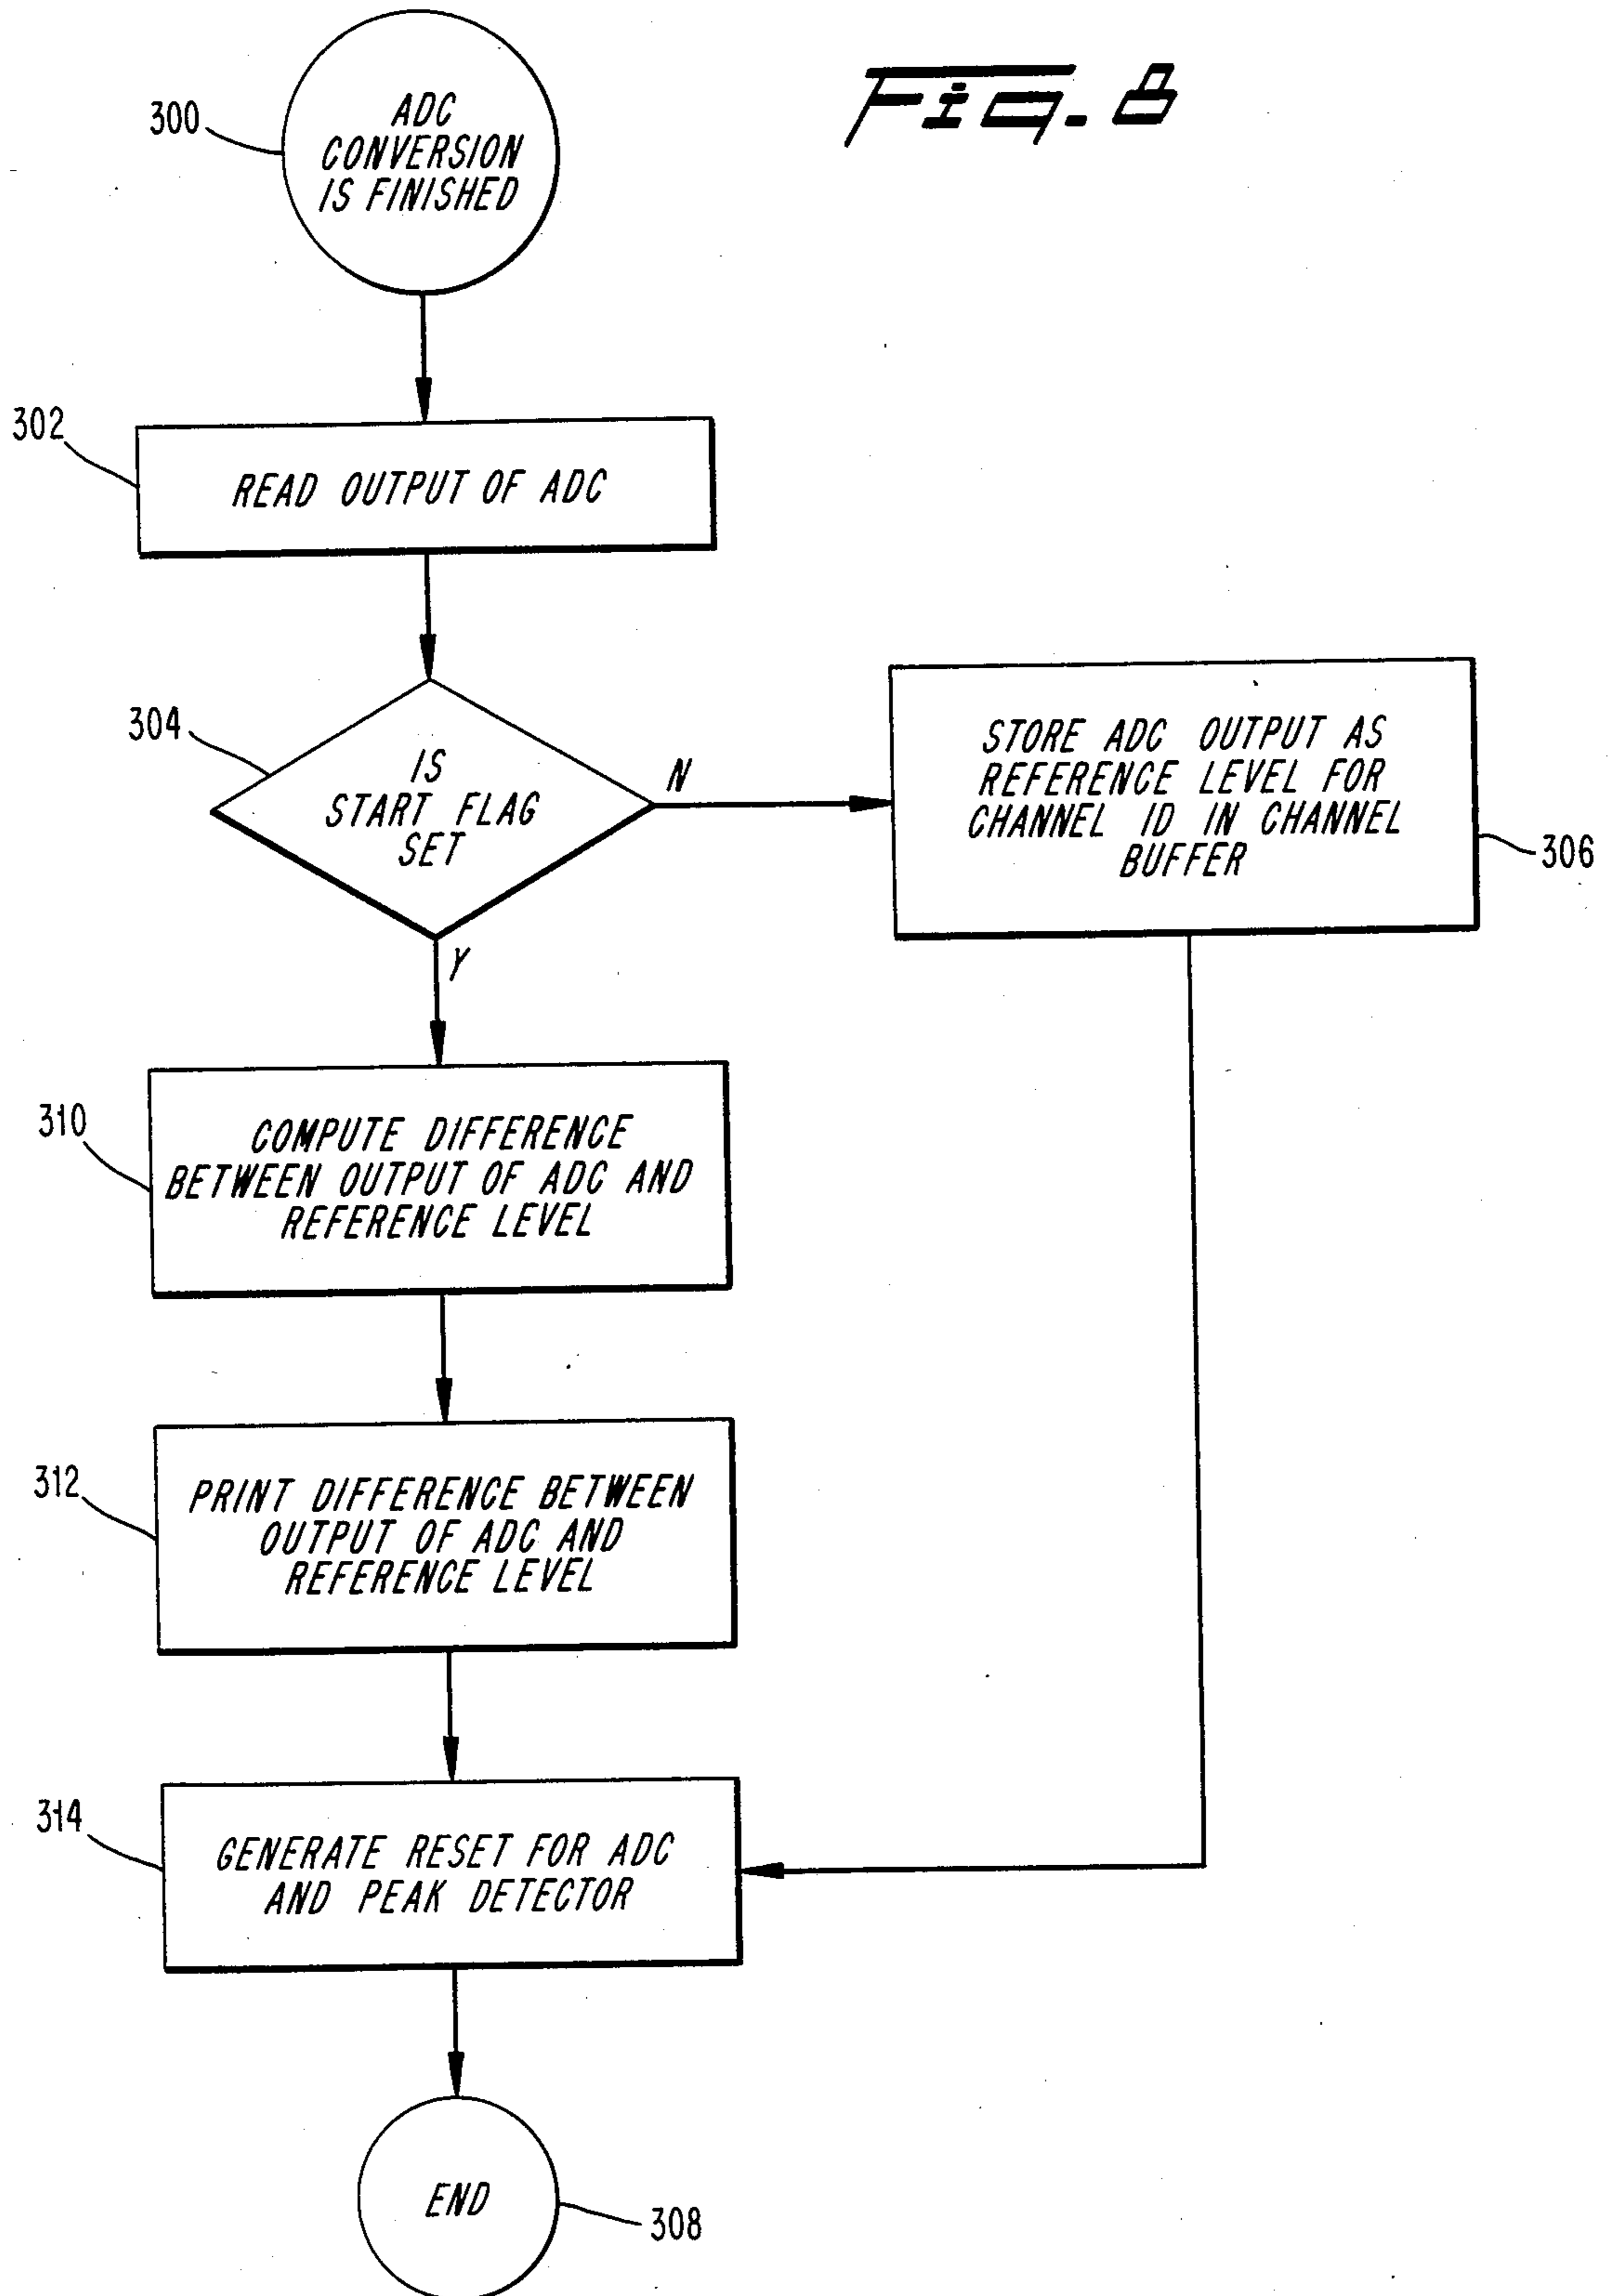 Fig. 8
300
ADC
CONVERSION
IS FINISHED
302
READ OUTPUT OF ADC
304
IS
START FLAG
SET
N
Y
STORE ADC OUTPUT AS
REFERENCE LEVEL FOR
CHANNEL ID IN CHANNEL
BUFFER
306
310
COMPUTE DIFFERENCE
BETWEEN OUTPUT OF ADC AND
REFERENCE LEVEL
312
PRINT DIFFERENCE BETWEEN
OUTPUT OF ADC AND
REFERENCE LEVEL
314
GENERATE RESET FOR ADC
AND PEAK DETECTOR
END
308